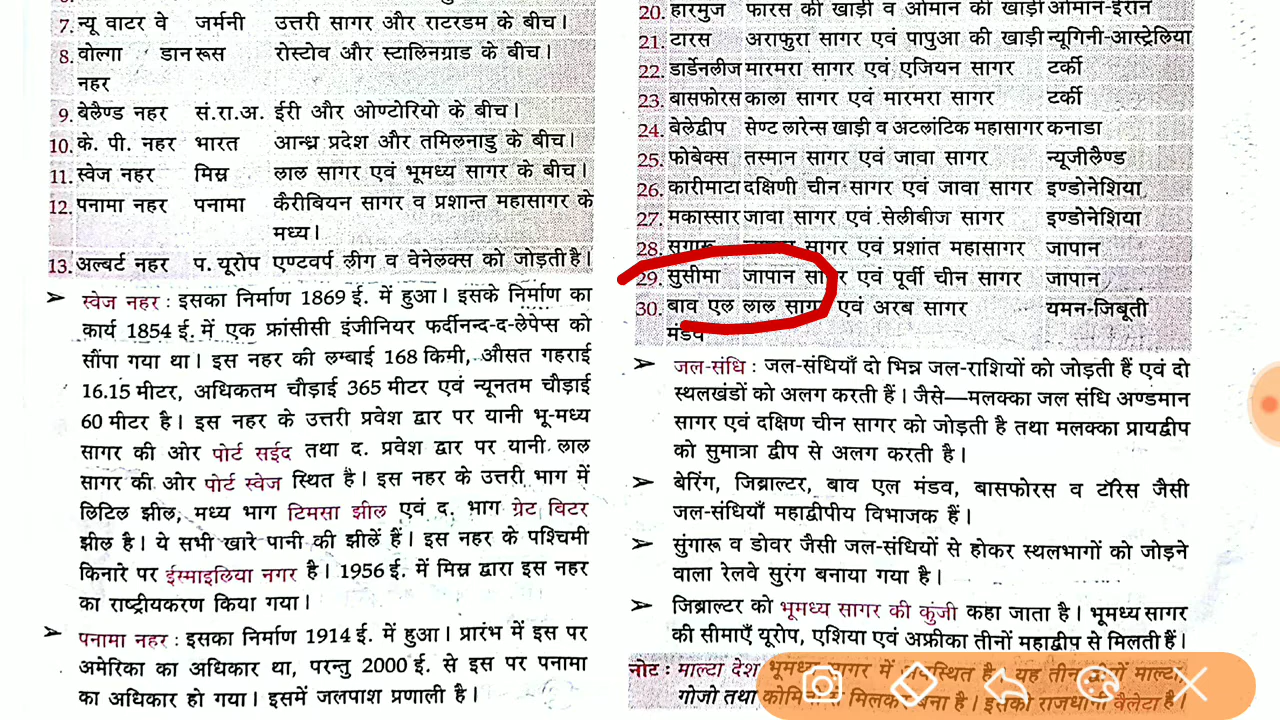 7. न्यू वाटर वे जर्मनी उत्तरी सागर और राटरडम के बीच।
8. वोल्गा डान रूस रोस्टोव और स्टालिनग्राड के बीच।
नहर
9. बेलैण्ड नहर सं.रा.अ. ईरी और ओण्टोरियो के बीच।
10. के. पी. नहर भारत आन्ध्र प्रदेश और तमिलनाडु के बीच।
11. स्वेज नहर मिस्र लाल सागर एवं भूमध्य सागर के बीच।
12. पनामा नहर पनामा कैरीबियन सागर व प्रशान्त महासागर के
मध्य।
13. अल्बर्ट नहर प. यूरोप एण्टवर्प लीग व वेनेलक्स को जोड़ती है।
➢ स्वेज नहर : इसका निर्माण 1869 ई. में हुआ। इसके निर्माण का
कार्य 1854 ई. में एक फ्रांसीसी इंजीनियर फर्दीनन्द-द-लेपेप्स को
सौंपा गया था। इस नहर की लम्बाई 168 किमी, औसत गहराई
16.15 मीटर, अधिकतम चौड़ाई 365 मीटर एवं न्यूनतम चौड़ाई
60 मीटर है। इस नहर के उत्तरी प्रवेश द्वार पर यानी भू-मध्य
सागर की ओर पोर्ट सईद तथा द. प्रवेश द्वार पर यानी लाल
सागर की ओर पोर्ट स्वेज स्थित है। इस नहर के उत्तरी भाग में
लिटिल झील, मध्य भाग टिमसा झील एवं द. भाग ग्रेट बिटर
झील है। ये सभी खारे पानी की झीलें हैं। इस नहर के पश्चिमी
किनारे पर ईस्माइलिया नगर है। 1956 ई. में मिस्र द्वारा इस नहर
का राष्ट्रीयकरण किया गया।
➢ पनामा नहर : इसका निर्माण 1914 ई. में हुआ। प्रारंभ में इस पर
अमेरिका का अधिकार था, परन्तु 2000 ई. से इस पर पनामा
का अधिकार हो गया। इसमें जलपाश प्रणाली है।
20. हारमुज फारस की खाड़ी व ओमान की खाड़ी ओमान-ईरान
21. टारस अराफुरा सागर एवं पापुआ की खाड़ी न्यूगिनी-आस्ट्रेलिया
22. डार्डेनलीज मारमरा सागर एवं एजियन सागर टर्की
23. बासफोरस काला सागर एवं मारमरा सागर टर्की
24. बेलेद्वीप सेण्ट लारेन्स खाड़ी व अटलांटिक महासागर कनाडा
25. फोबेक्स तस्मान सागर एवं जावा सागर न्यूजीलैण्ड
26. कारीमाटा दक्षिणी चीन सागर एवं जावा सागर इण्डोनेशिया
27. मकास्सार जावा सागर एवं सेलीबीज सागर इण्डोनेशिया
28. सुगारू सागर एवं प्रशांत महासागर जापान
29. सुसीमा जापान सागर एवं पूर्वी चीन सागर जापान
30. बाव एल लाल सागर एवं अरब सागर यमन-जिबूती
मंडव
➢ जल-संधि : जल-संधियाँ दो भिन्न जल-राशियों को जोड़ती हैं एवं दो
स्थलखंडों को अलग करती हैं। जैसे—मलक्का जल संधि अण्डमान
सागर एवं दक्षिण चीन सागर को जोड़ती है तथा मलक्का प्रायद्वीप
को सुमात्रा द्वीप से अलग करती है।
➢ बेरिंग, जिब्राल्टर, बाव एल मंडव, बासफोरस व टॉरिस जैसी
जल-संधियाँ महाद्वीपीय विभाजक हैं।
➢ सुंगारू व डोवर जैसी जल-संधियों से होकर स्थलभागों को जोड़ने
वाला रेलवे सुरंग बनाया गया है।
➢ जिब्राल्टर को भूमध्य सागर की कुंजी कहा जाता है। भूमध्य सागर
की सीमाएँ यूरोप, एशिया एवं अफ्रीका तीनों महाद्वीप से मिलती हैं।
नोट : माल्टा देश भूमध्य सागर में अवस्थित है। यह तीन माल्टा,
गोजो तथा मिलकर बना है। इसकी राजधानी वैलेटा है।